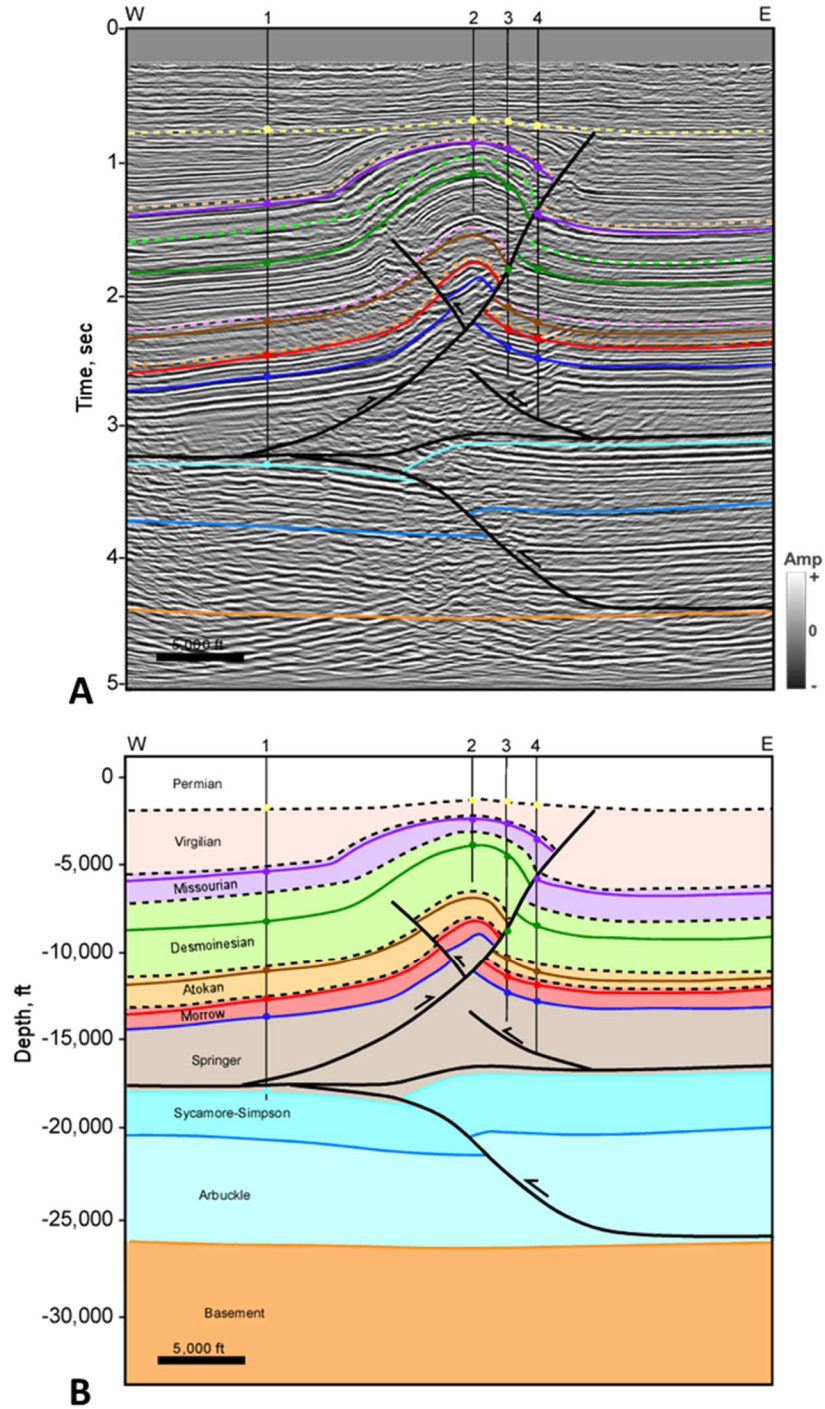 W 1 2 3 4 E
0
1
2
3
4
5
Time, sec
Amp
+
0
-
5,000 ft
A
W 1 2 3 4 E
0
-5,000
-10,000
-15,000
-20,000
-25,000
-30,000
Depth, ft
Permian
Virgilian
Missourian
Desmoinesian
Atokan
Morrow
Springer
Sycamore-Simpson
Arbuckle
Basement
5,000 ft
B